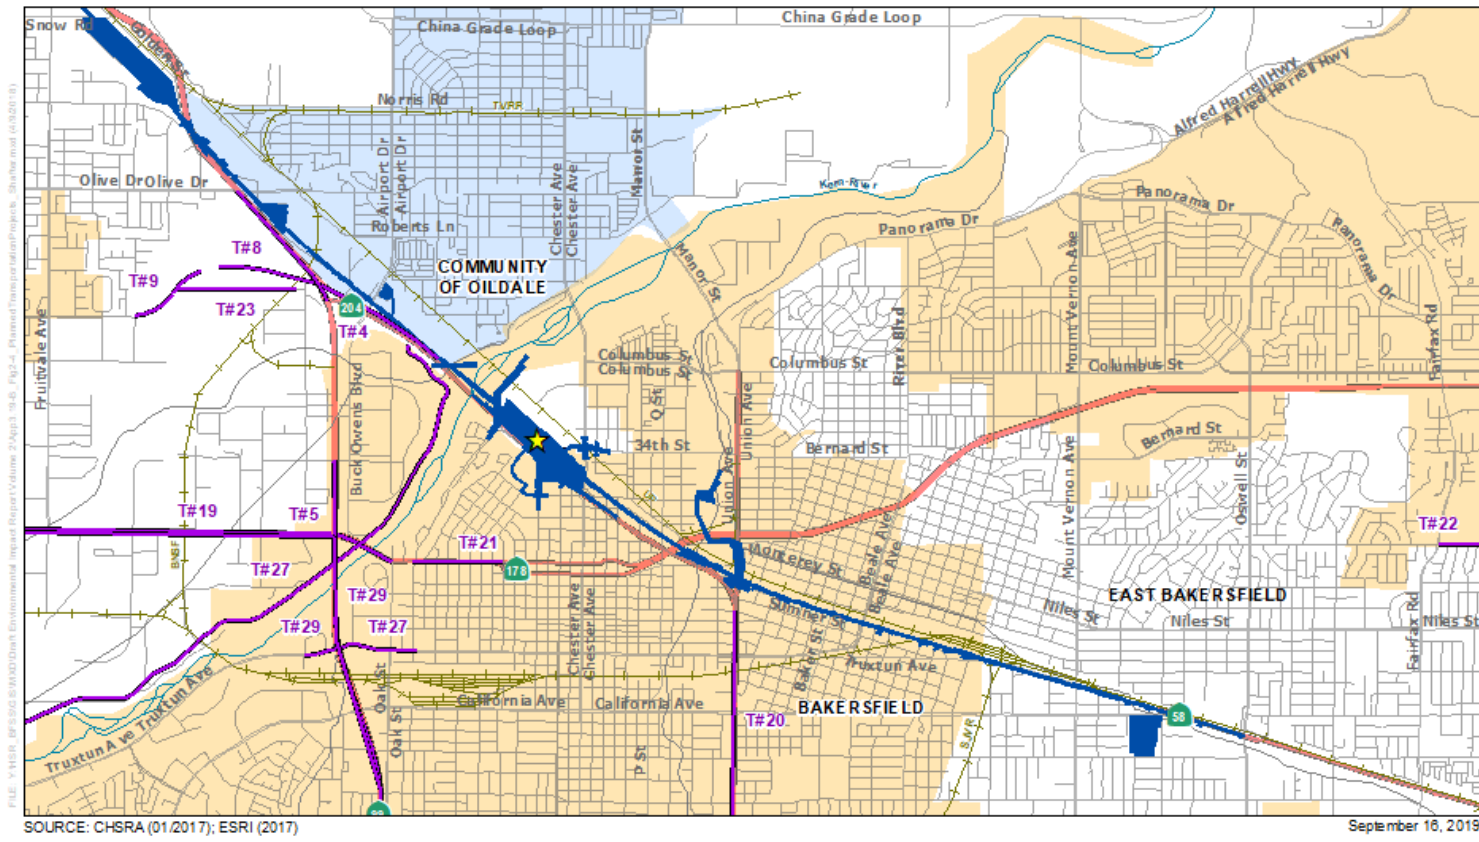 China Grade Loop
Snow Rd
China Grade Loop
Golden St
Alfred Harrell Hwy
Alfred Harrell Hwy
Norris Rd
TVRR
Manor St
Airport Dr
Airport Dr
Olive Dr Olive Dr
Chester Ave
Chester Ave
Kern River
Panorama Dr
Panorama Dr
Panorama Dr
Roberts Ln
Manor St
T#8
COMMUNITY
OF OILDALE
T#9
T#23
204
T#4
Mount Vernon Ave
River Blvd
Fairfax Rd
Fruitvale Ave
Columbus St
Columbus St
Columbus St
Columbus St
Buck Owens Blvd
Q St
Union Ave
34th St
Bernard St
Bernard St
Union Ave
Mount Vernon Ave
Oswell St
T#19
T#5
T#22
T#21
BNSF
178
T#27
Monterey St
Beale Ave
Beale Ave
T#29
EAST BAKERSFIELD
Sumner St
Niles St
Niles St
Niles St
Fairfax Rd
T#29
T#27
Chester Ave
Chester Ave
Baker St
Truxtun Ave
Oak St
Truxtun Ave Truxtun Ave
California Ave
California Ave
BAKERSFIELD
T#20
58
SJVR
Oak St
P St
99
SOURCE: CHSRA (01/2017); ESRI (2017)
September 16, 2019